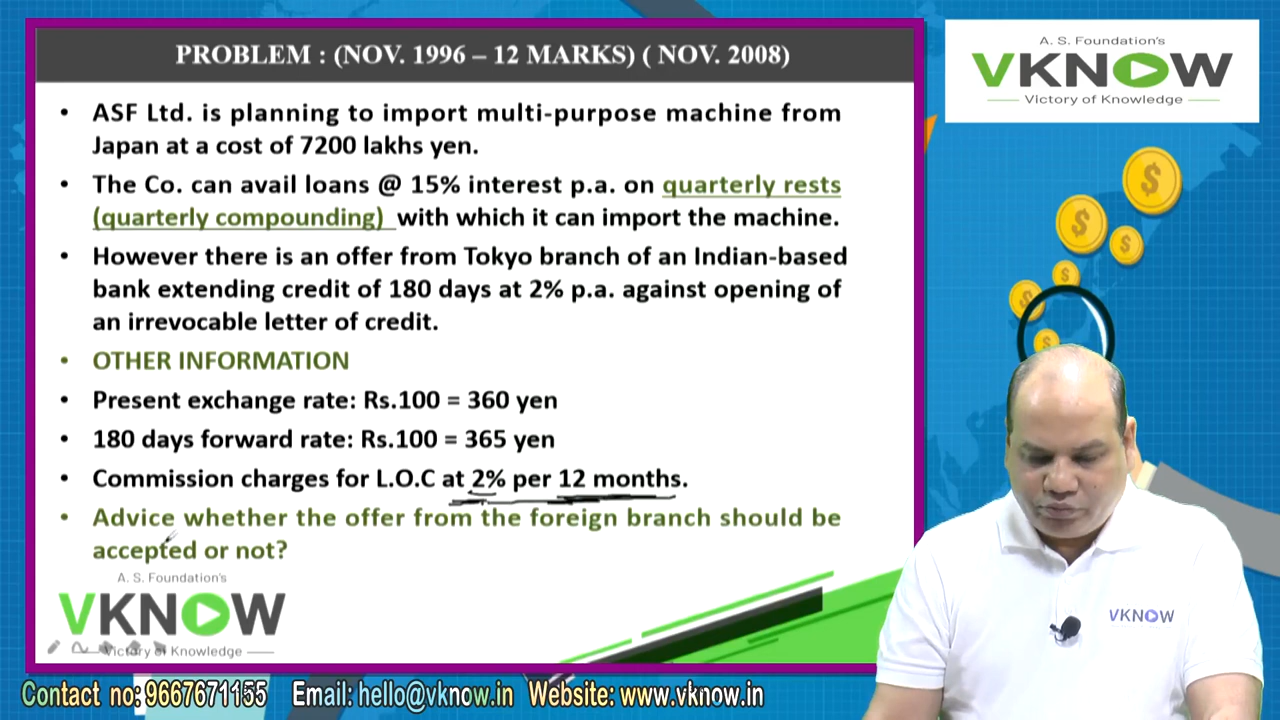 PROBLEM : (NOV. 1996 – 12 MARKS) ( NOV. 2008)
A. S. Foundation's
VKNOW
Victory of Knowledge
• ASF Ltd. is planning to import multi-purpose machine from
Japan at a cost of 7200 lakhs yen.
• The Co. can avail loans @ 15% interest p.a. on quarterly rests
(quarterly compounding) with which it can import the machine.
• However there is an offer from Tokyo branch of an Indian-based
bank extending credit of 180 days at 2% p.a. against opening of
an irrevocable letter of credit.
• OTHER INFORMATION
• Present exchange rate: Rs.100 = 360 yen
• 180 days forward rate: Rs.100 = 365 yen
• Commission charges for L.O.C at 2% per 12 months.
• Advice whether the offer from the foreign branch should be
accepted or not?
A. S. Foundation's
VKNOW
Victory of Knowledge
VKNOW
Contact no: 9667671155 Email: hello@vknow.in Website: www.vknow.in